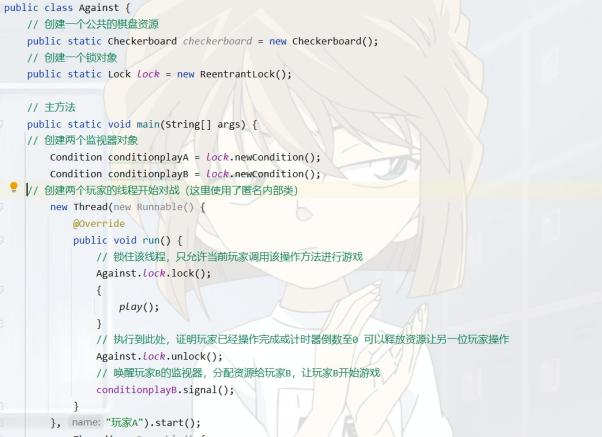 public class Against {
// 创建一个公共的棋盘资源
public static Checkerboard checkerboard = new Checkerboard();
// 创建一个锁对象
public static Lock lock = new ReentrantLock();
// 主方法
public static void main(String[] args) {
// 创建两个监视器对象
Condition conditionplayA = lock.newCondition();
Condition conditionplayB = lock.newCondition();
// 创建两个玩家的线程开始对战（这里使用了匿名内部类）
new Thread(new Runnable() {
@Override
public void run() {
// 锁住该线程，只允许当前玩家调用该操作方法进行游戏
Against.lock.lock();
{
play();
}
// 执行到此处，证明玩家已经操作完成或计时器倒数至0 可以释放资源让另一位玩家操作
Against.lock.unlock();
// 唤醒玩家B的监视器，分配资源给玩家B，让玩家B开始游戏
conditionplayB.signal();
}
}, name: "玩家A").start();